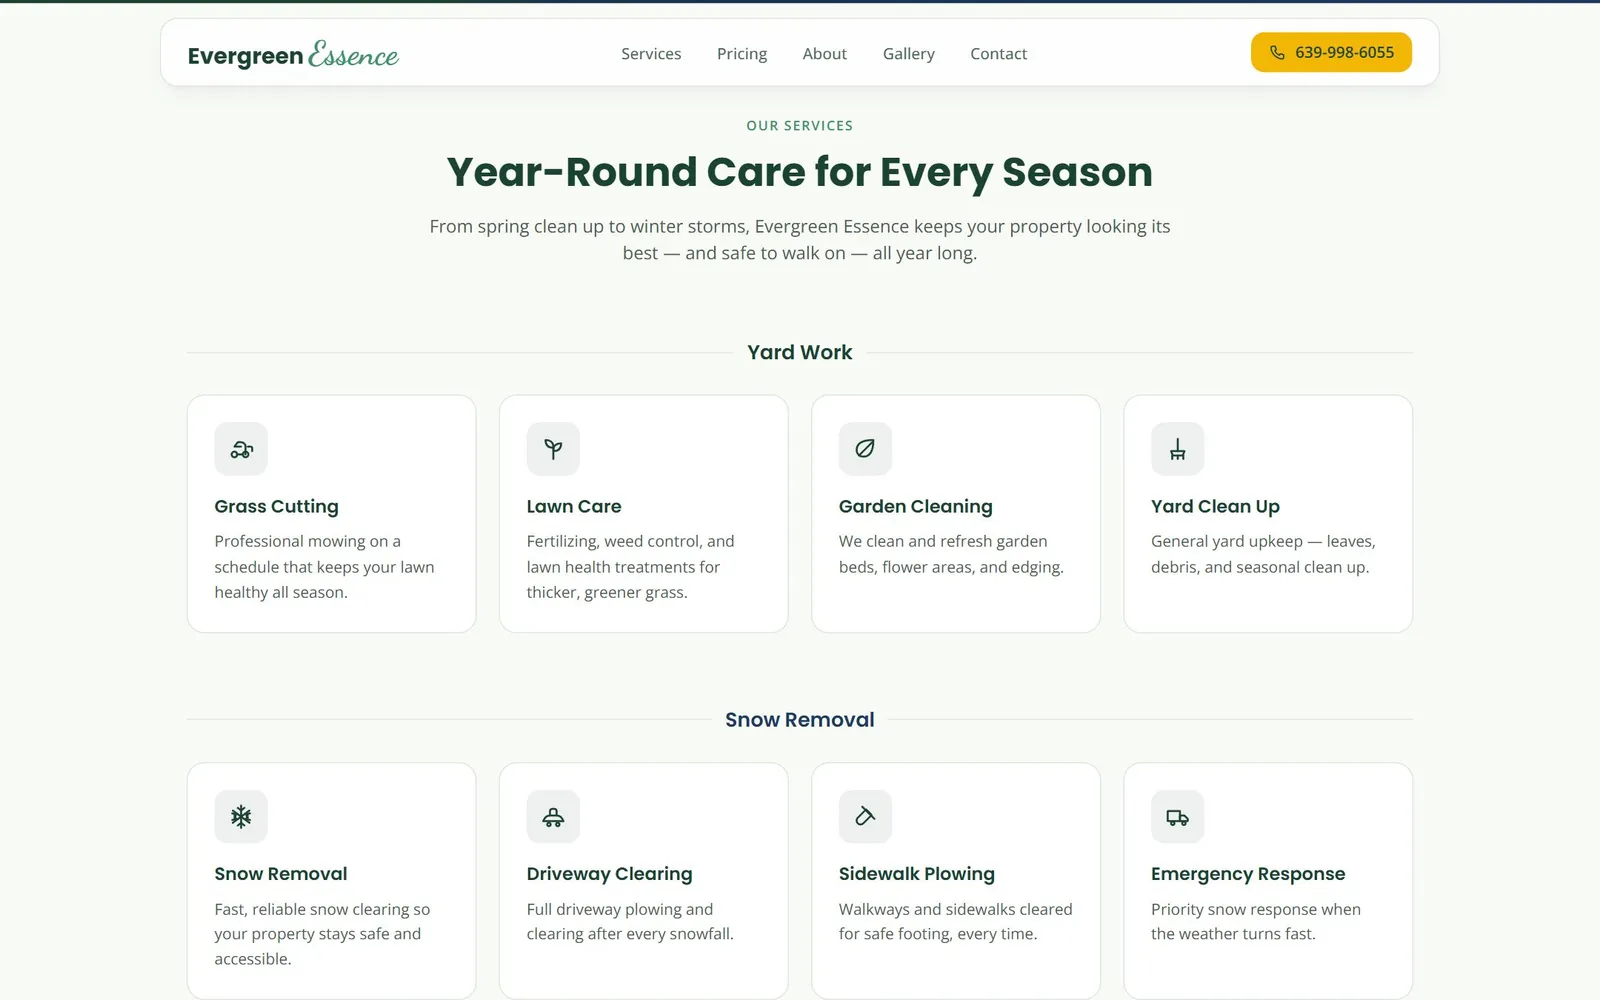 Evergreen Essence
Services
Pricing
About
Gallery
Contact
639-998-6055
OUR SERVICES
Year-Round Care for Every Season
From spring clean up to winter storms, Evergreen Essence keeps your property looking its
best — and safe to walk on — all year long.
Yard Work
Grass Cutting
Professional mowing on a
schedule that keeps your lawn
healthy all season.
Lawn Care
Fertilizing, weed control, and
lawn health treatments for
thicker, greener grass.
Garden Cleaning
We clean and refresh garden
beds, flower areas, and edging.
Yard Clean Up
General yard upkeep — leaves,
debris, and seasonal clean up.
Snow Removal
Snow Removal
Fast, reliable snow clearing so
your property stays safe and
accessible.
Driveway Clearing
Full driveway plowing and
clearing after every snowfall.
Sidewalk Plowing
Walkways and sidewalks cleared
for safe footing, every time.
Emergency Response
Priority snow response when
the weather turns fast.